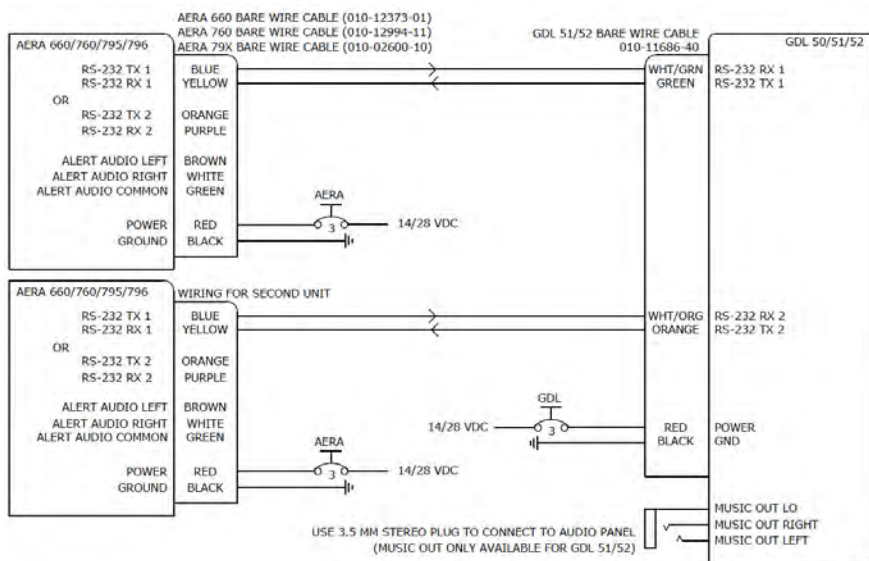 AERA 660 BARE WIRE CABLE (010-12373-01)
AERA 760 BARE WIRE CABLE (010-12994-11)
AERA 79X BARE WIRE CABLE (010-02600-10)
GDL 51/52 BARE WIRE CABLE
010-11686-40
AERA 660/760/795/796
GDL 50/51/52
RS-232 TX 1 BLUE WHT/GRN RS-232 RX 1
RS-232 RX 1 YELLOW GREEN RS-232 TX 1
OR
RS-232 TX 2 ORANGE
RS-232 RX 2 PURPLE
ALERT AUDIO LEFT BROWN
ALERT AUDIO RIGHT WHITE
ALERT AUDIO COMMON GREEN
AERA
POWER RED 3 14/28 VDC
GROUND BLACK
AERA 660/760/795/796 WIRING FOR SECOND UNIT
RS-232 TX 1 BLUE WHT/ORG RS-232 RX 2
RS-232 RX 1 YELLOW ORANGE RS-232 TX 2
OR
RS-232 TX 2 ORANGE
RS-232 RX 2 PURPLE
GDL
ALERT AUDIO LEFT BROWN
ALERT AUDIO RIGHT WHITE 14/28 VDC 3 RED POWER
ALERT AUDIO COMMON GREEN AERA BLACK GND
POWER RED 3 14/28 VDC
GROUND BLACK
MUSIC OUT LO
USE 3.5 MM STEREO PLUG TO CONNECT TO AUDIO PANEL MUSIC OUT RIGHT
(MUSIC OUT ONLY AVAILABLE FOR GDL 51/52) MUSIC OUT LEFT